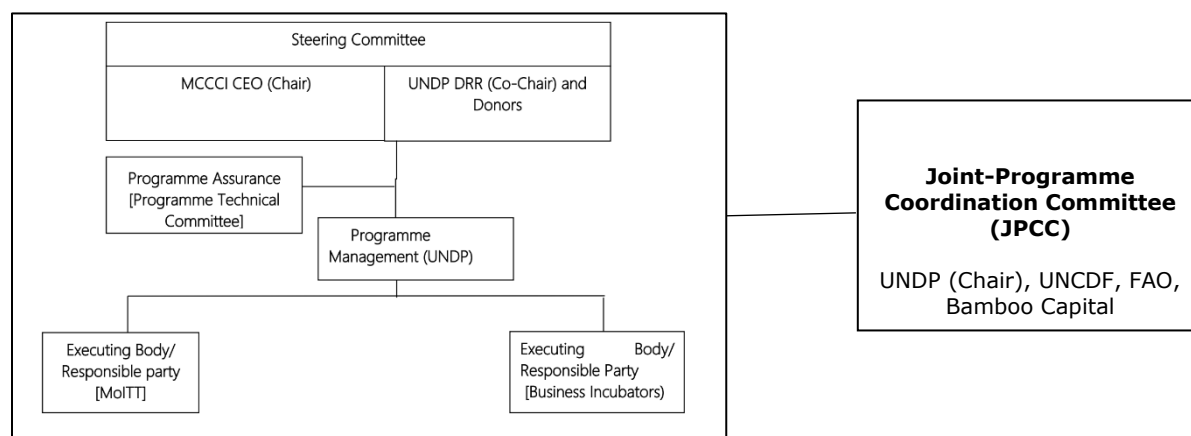 Steering Committee
MCCCI CEO (Chair)
UNDP DRR (Co-Chair) and
Donors
Programme Assurance
[Programme Technical
Committee]
Programme
Management (UNDP)
Executing Body/
Responsible party
[MoITT]
Executing Body/
Responsible Party
[Business Incubators)
Joint-Programme
Coordination Committee
(JPCC)
UNDP (Chair), UNCDF, FAO,
Bamboo Capital